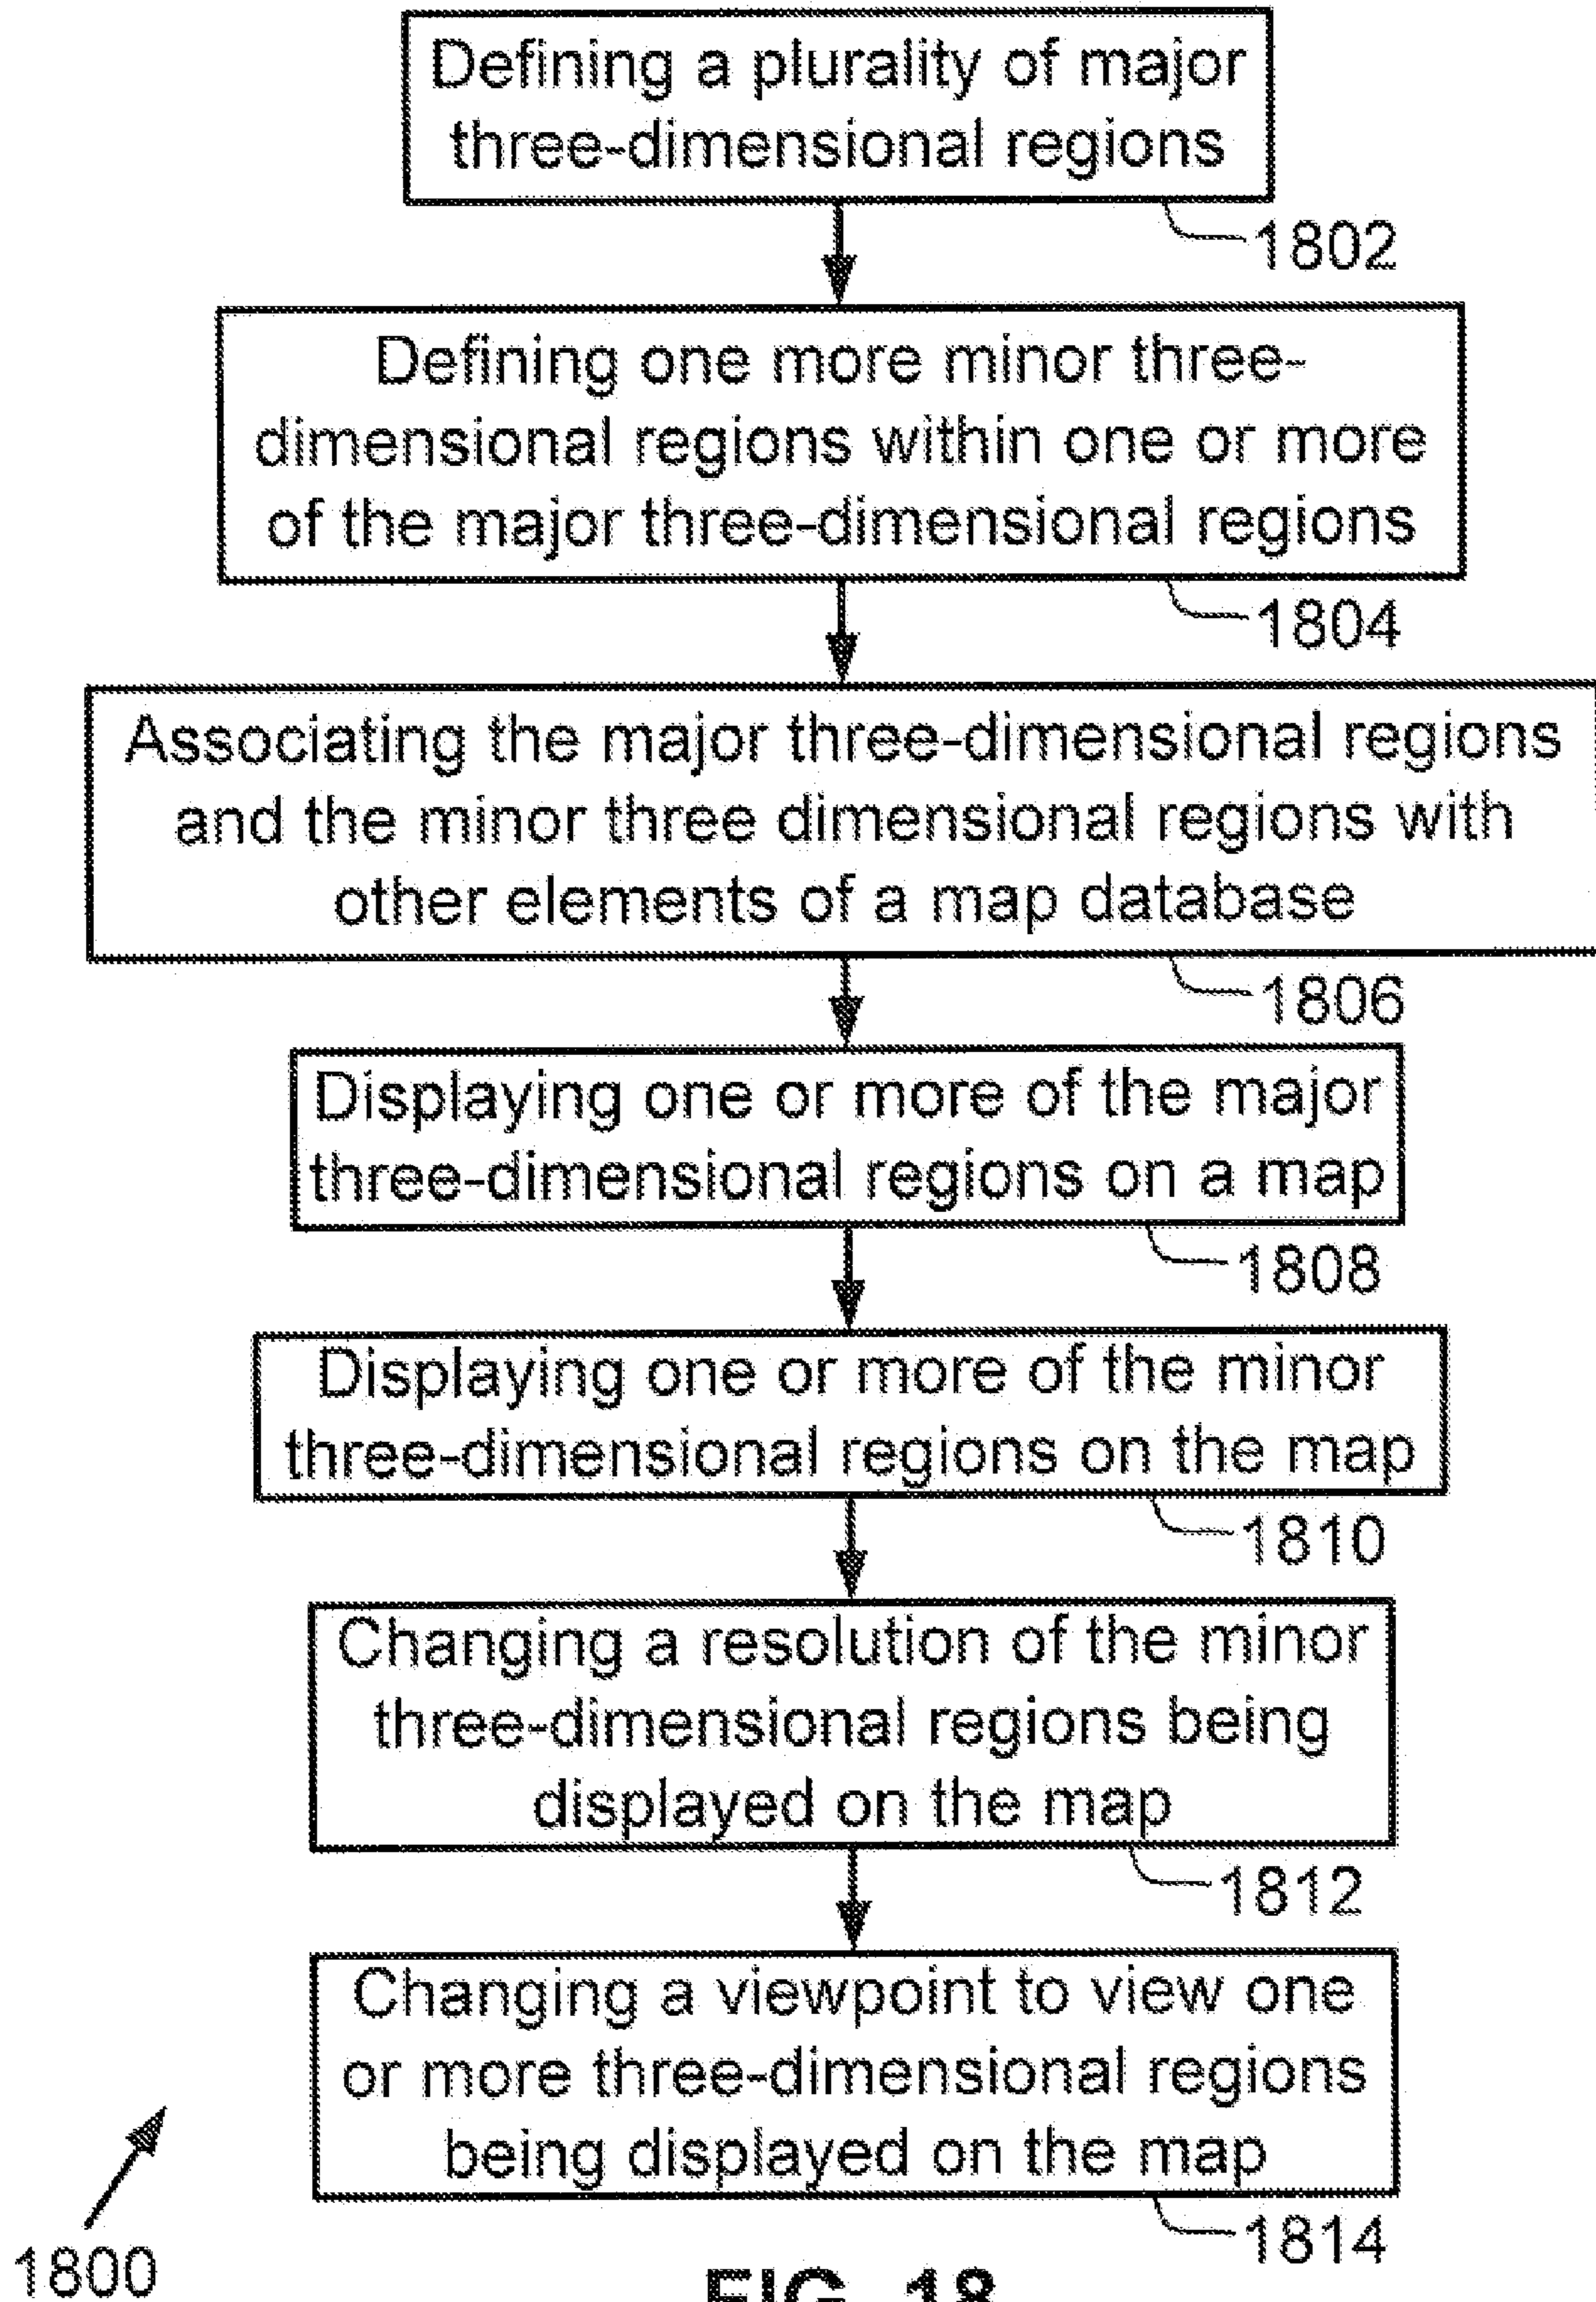 Defining a plurality of major
three-dimensional regions
1802
Defining one more minor three-
dimensional regions within one or more
of the major three-dimensional regions
1804
Associating the major three-dimensional regions
and the minor three dimensional regions with
other elements of a map database
1806
Displaying one or more of the major
three-dimensional regions on a map
1808
Displaying one or more of the minor
three-dimensional regions on the map
1810
Changing a resolution of the minor
three-dimensional regions being
displayed on the map
1812
Changing a viewpoint to view one
or more three-dimensional regions
being displayed on the map
1814
1800
FIG. 18